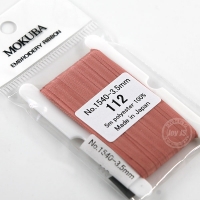 MOKUBA
EMBROIDERY RIBBON
No.1540-3.5mm
112
5m polyester 100%
Made in Japan
No.1540-3.5mm